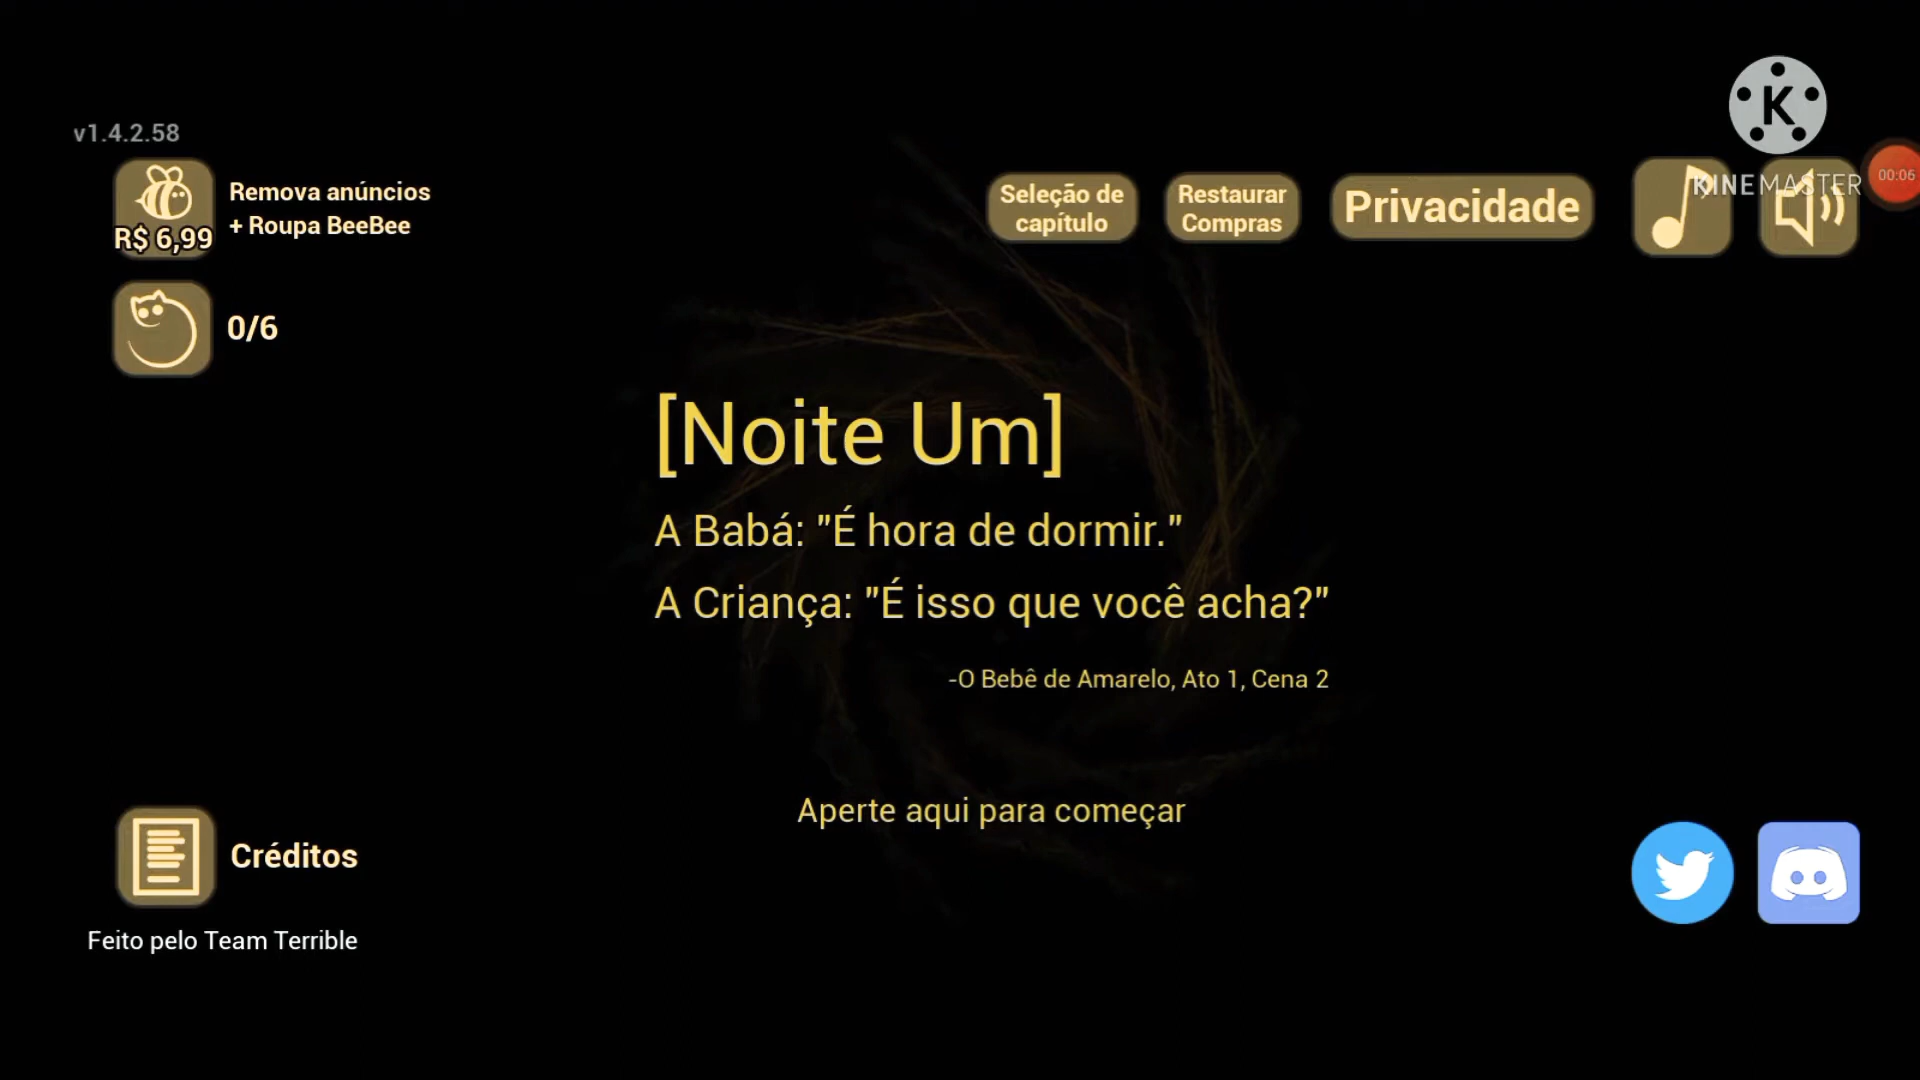 v1.4.2.58
Remova anúncios
+ Roupa BeeBee
R$ 6,99
0/6
Seleção de
capítulo
Restaurar
Compras
Privacidade
K
KINEMASTER
00:06
[Noite Um]
A Babá: "É hora de dormir."
A Criança: "É isso que você acha?"
-O Bebê de Amarelo, Ato 1, Cena 2
Aperte aqui para começar
Créditos
Feito pelo Team Terrible